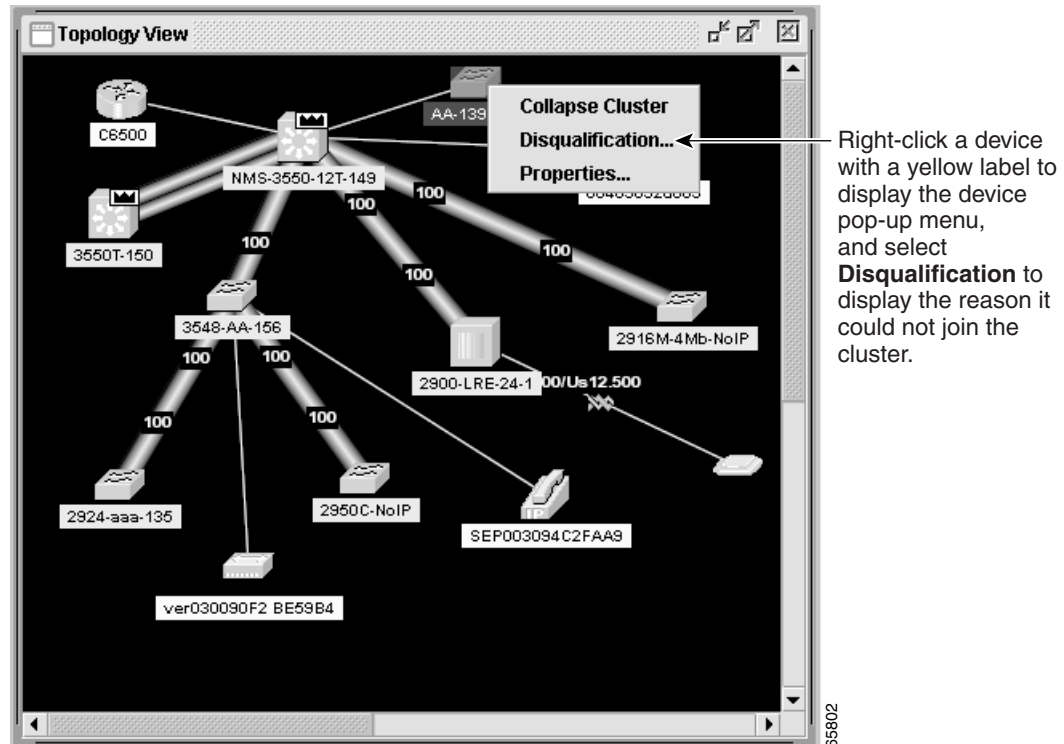 Topology View
C6500
AA-139
Collapse Cluster
Disqualification...
Properties...
NMS-3550-12T-149
3550T-150
100
100
100
100
100
3548-AA-156
2916M-4Mb-NoIP
2900-LRE-24-1
00/Us12.500
100
100
100
100
2924-aaa-135
2950C-NoIP
IP
SEP003094C2FAA9
ver030090F2 BE59B4
Right-click a device
with a yellow label to
display the device
pop-up menu,
and select
Disqualification to
display the reason it
could not join the
cluster.
65802